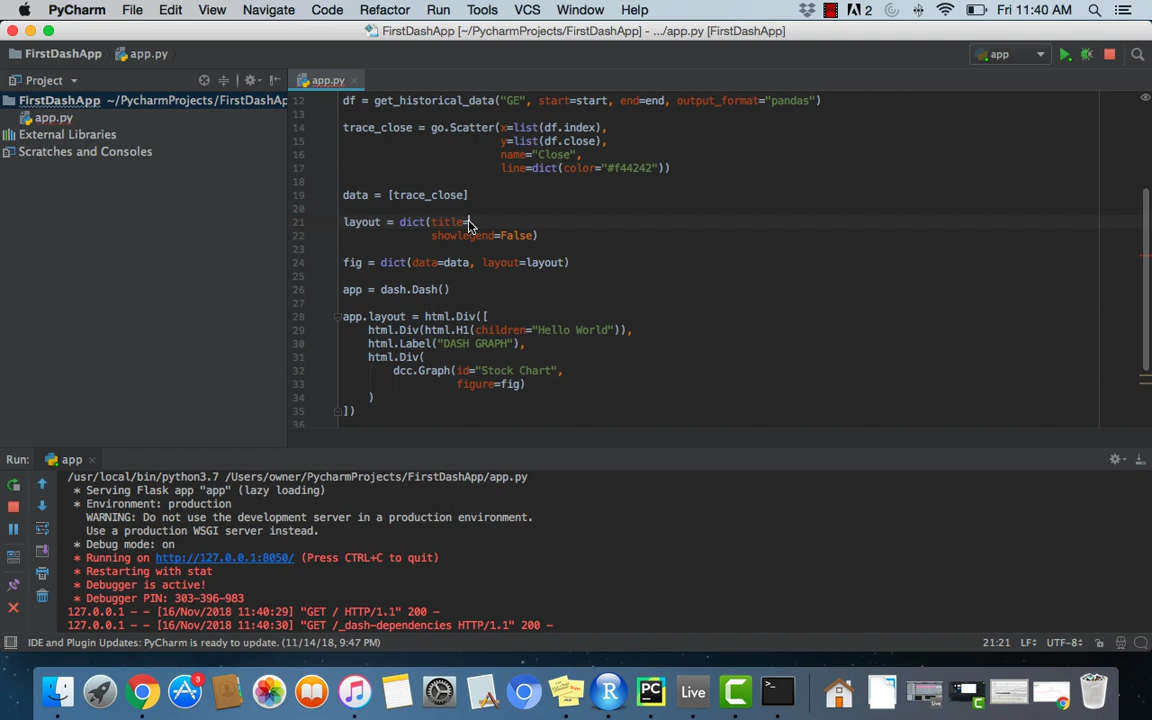 PyCharm File Edit View Navigate Code Refactor Run Tools VCS Window Help 2 Fri 11:40 AM
FirstDashApp [~/PycharmProjects/FirstDashApp] - .../app.py [FirstDashApp]
FirstDashApp app.py app
Project app.py
FirstDashApp ~/PycharmProjects/FirstDashAp
app.py
External Libraries
Scratches and Consoles
12 df = get_historical_data("GE", start=start, end=end, output_format="pandas")
13
14 trace_close = go.Scatter(x=list(df.index),
15 y=list(df.close),
16 name="Close",
17 line=dict(color="#f44242"))
18
19 data = [trace_close]
20
21 layout = dict(title=
22 showlegend=False)
23
24 fig = dict(data=data, layout=layout)
25
26 app = dash.Dash()
27
28 app.layout = html.Div([
29 html.Div(html.H1(children="Hello World")),
30 html.Label("DASH GRAPH"),
31 html.Div(
32 dcc.Graph(id="Stock Chart",
33 figure=fig)
34 )
35 ])
36
Run: app
/usr/local/bin/python3.7 /Users/owner/PycharmProjects/FirstDashApp/app.py
* Serving Flask app "app" (lazy loading)
* Environment: production
WARNING: Do not use the development server in a production environment.
Use a production WSGI server instead.
* Debug mode: on
* Running on http://127.0.0.1:8050/ (Press CTRL+C to quit)
* Restarting with stat
* Debugger is active!
* Debugger PIN: 303-396-983
127.0.0.1 - - [16/Nov/2018 11:40:29] "GET / HTTP/1.1" 200 -
127.0.0.1 - - [16/Nov/2018 11:40:30] "GET /_dash-dependencies HTTP/1.1" 200 -
IDE and Plugin Updates: PyCharm is ready to update. (11/14/18, 9:47 PM) 21:21 LF÷ UTF-8÷
3 R PC Live C >_ Live